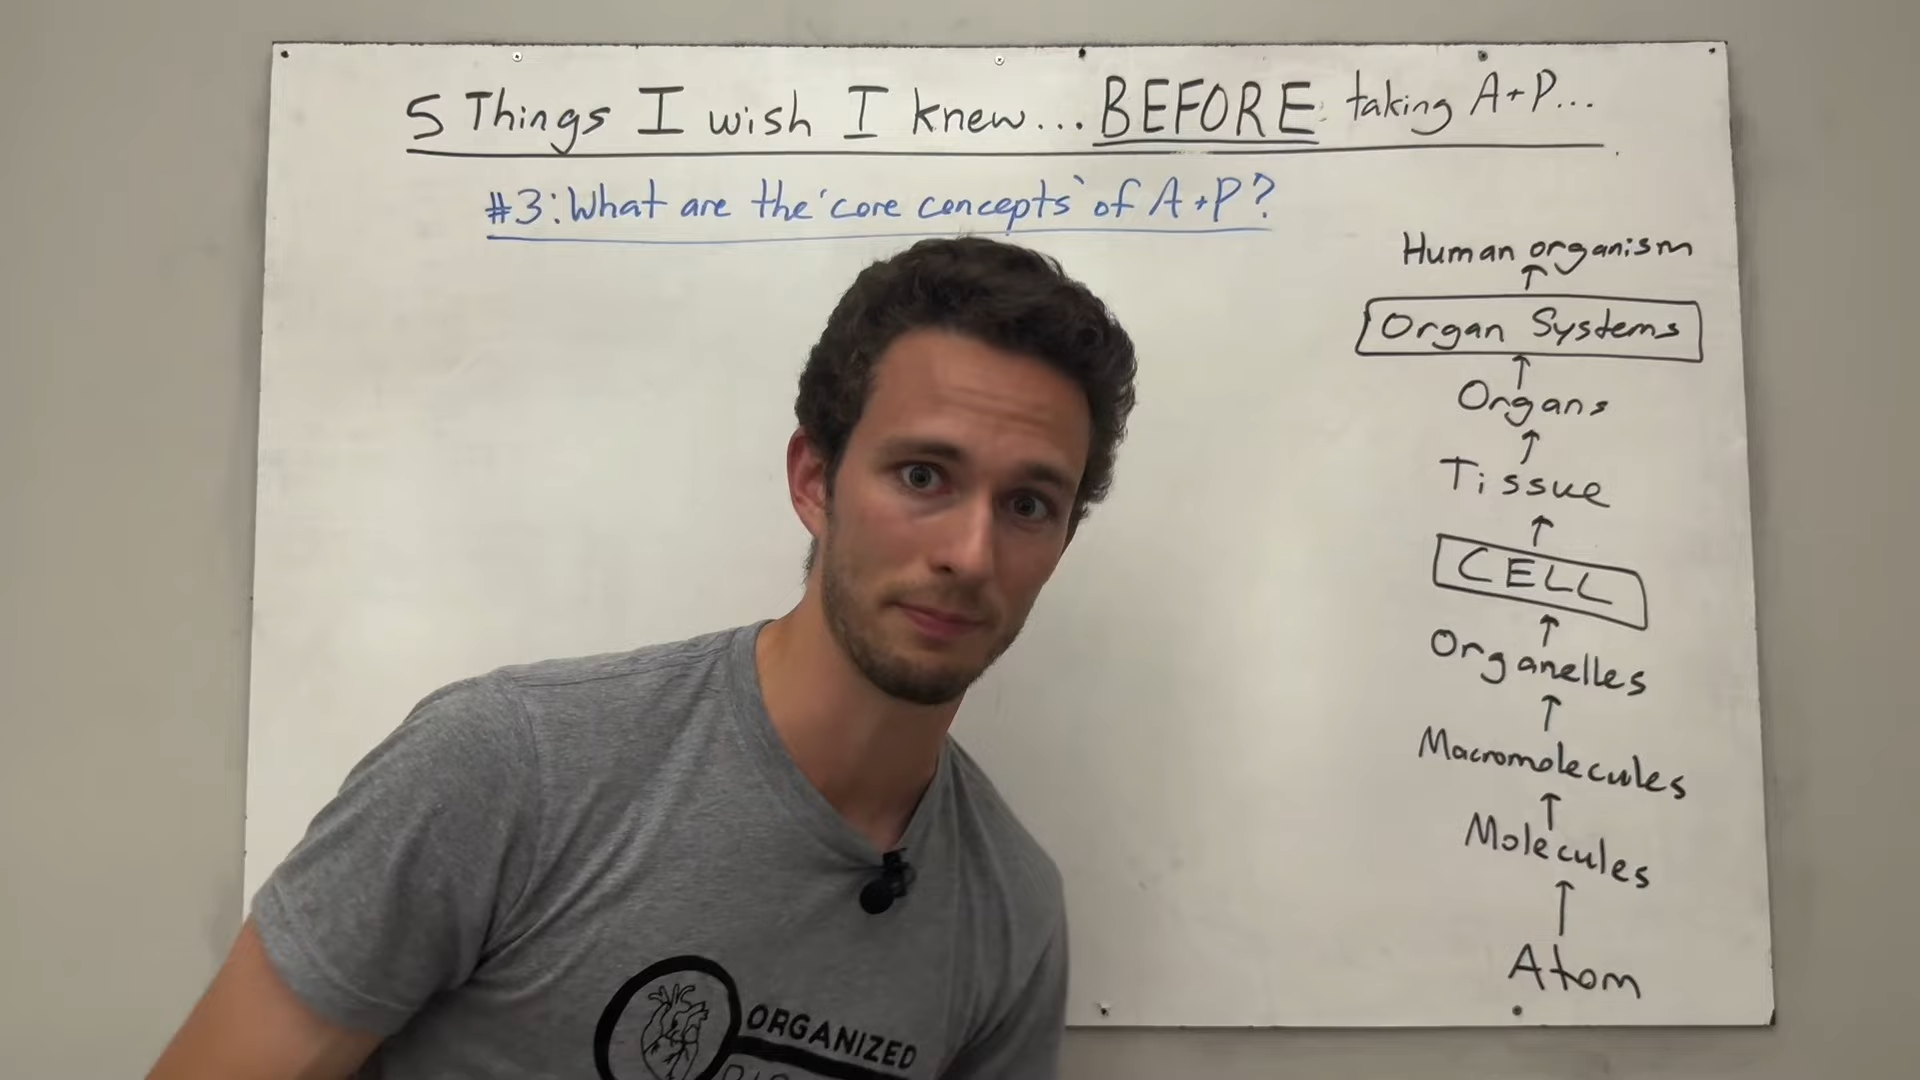 5 Things I wish I knew... BEFORE taking A+P...
#3: What are the 'core concepts' of A+P?
Human organism
↑
Organ Systems
↑
Organs
↑
Tissue
↑
CELL
↑
Organelles
↑
Macromolecules
↑
Molecules
↑
Atom
ORGANIZED